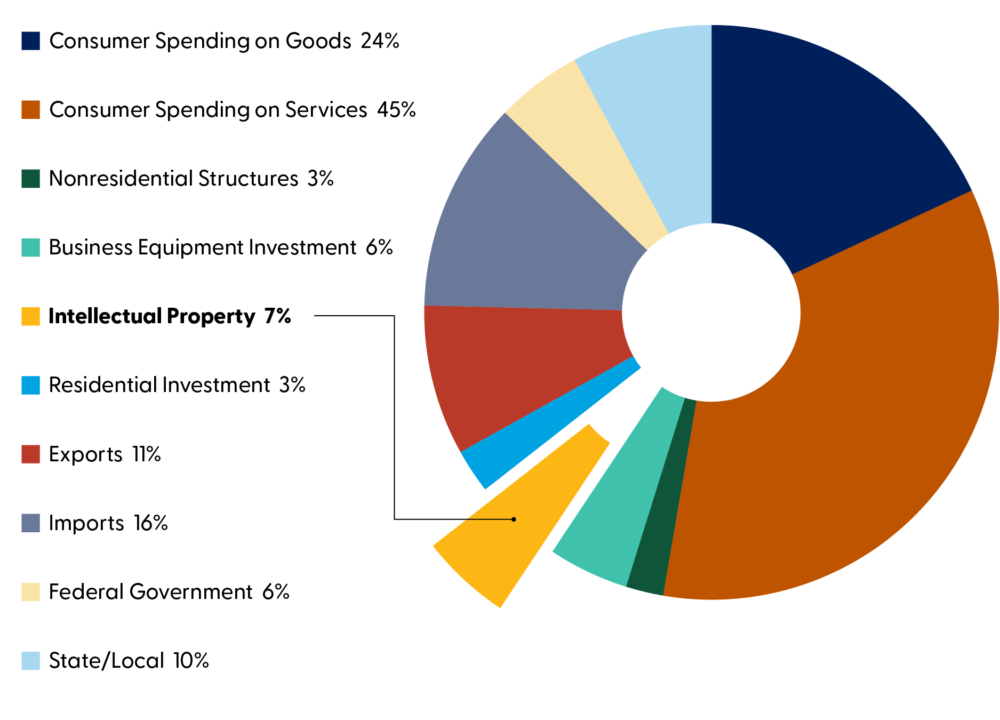 Consumer Spending on Goods 24%
Consumer Spending on Services 45%
Nonresidential Structures 3%
Business Equipment Investment 6%
Intellectual Property 7%
Residential Investment 3%
Exports 11%
Imports 16%
Federal Government 6%
State/Local 10%